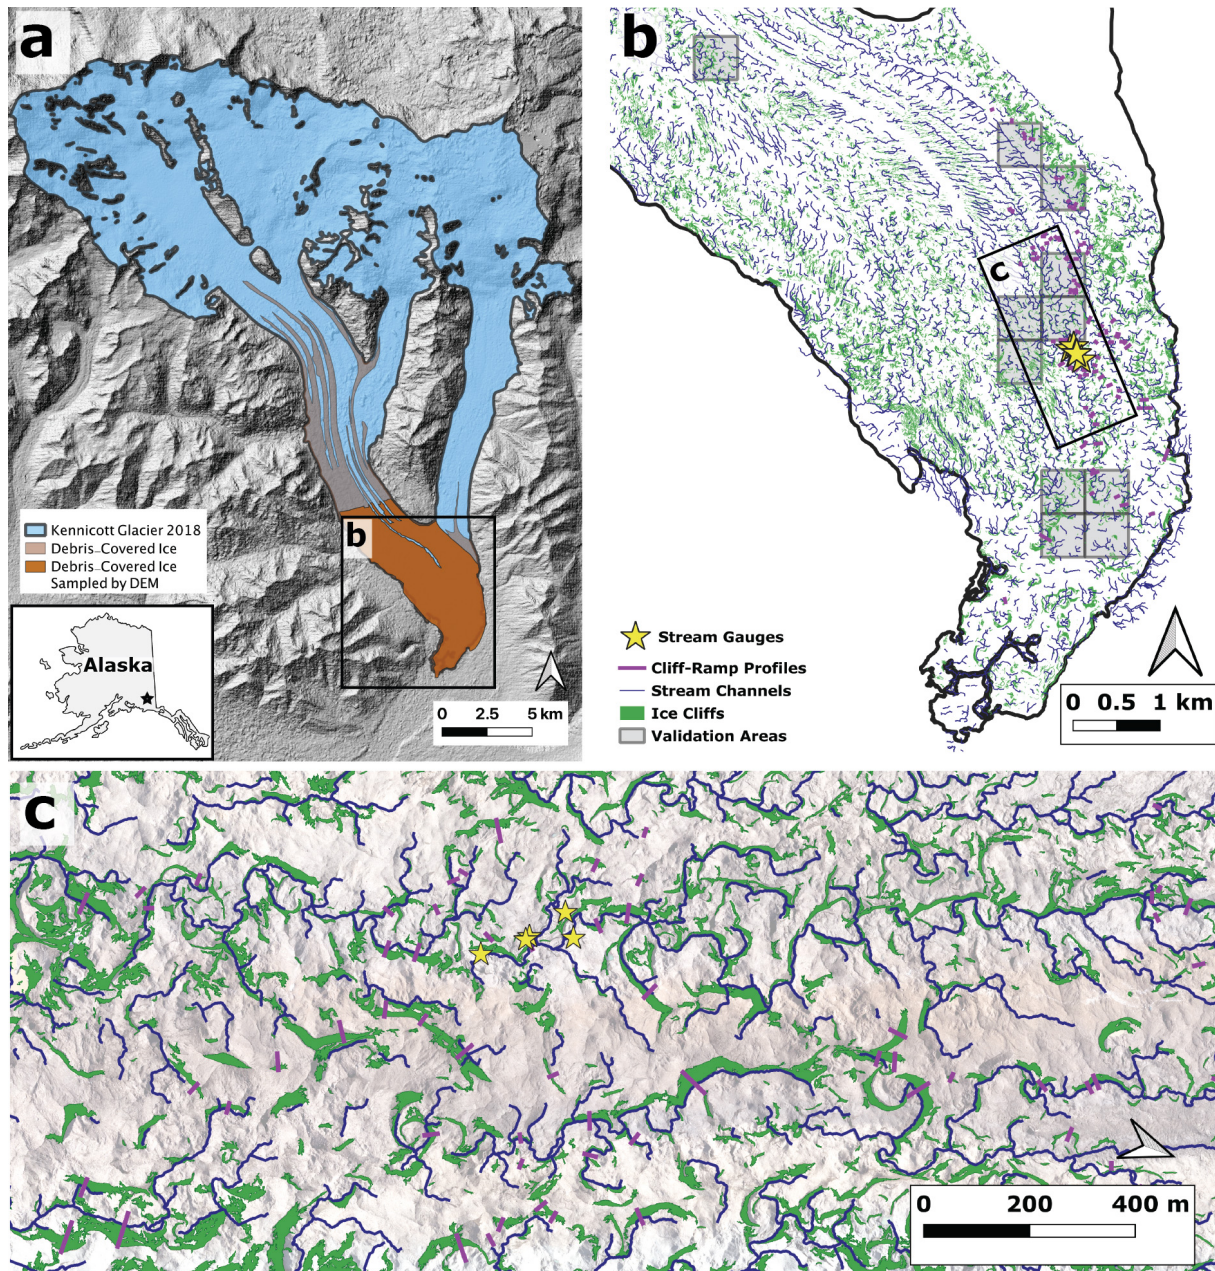 a
Kennicott Glacier 2018
Debris-Covered Ice
Debris-Covered Ice
Sampled by DEM
b
Alaska
0 2.5 5 km
b
c
Stream Gauges
Cliff-Ramp Profiles
Stream Channels
Ice Cliffs
Validation Areas
0 0.5 1 km
c
0 200 400 m